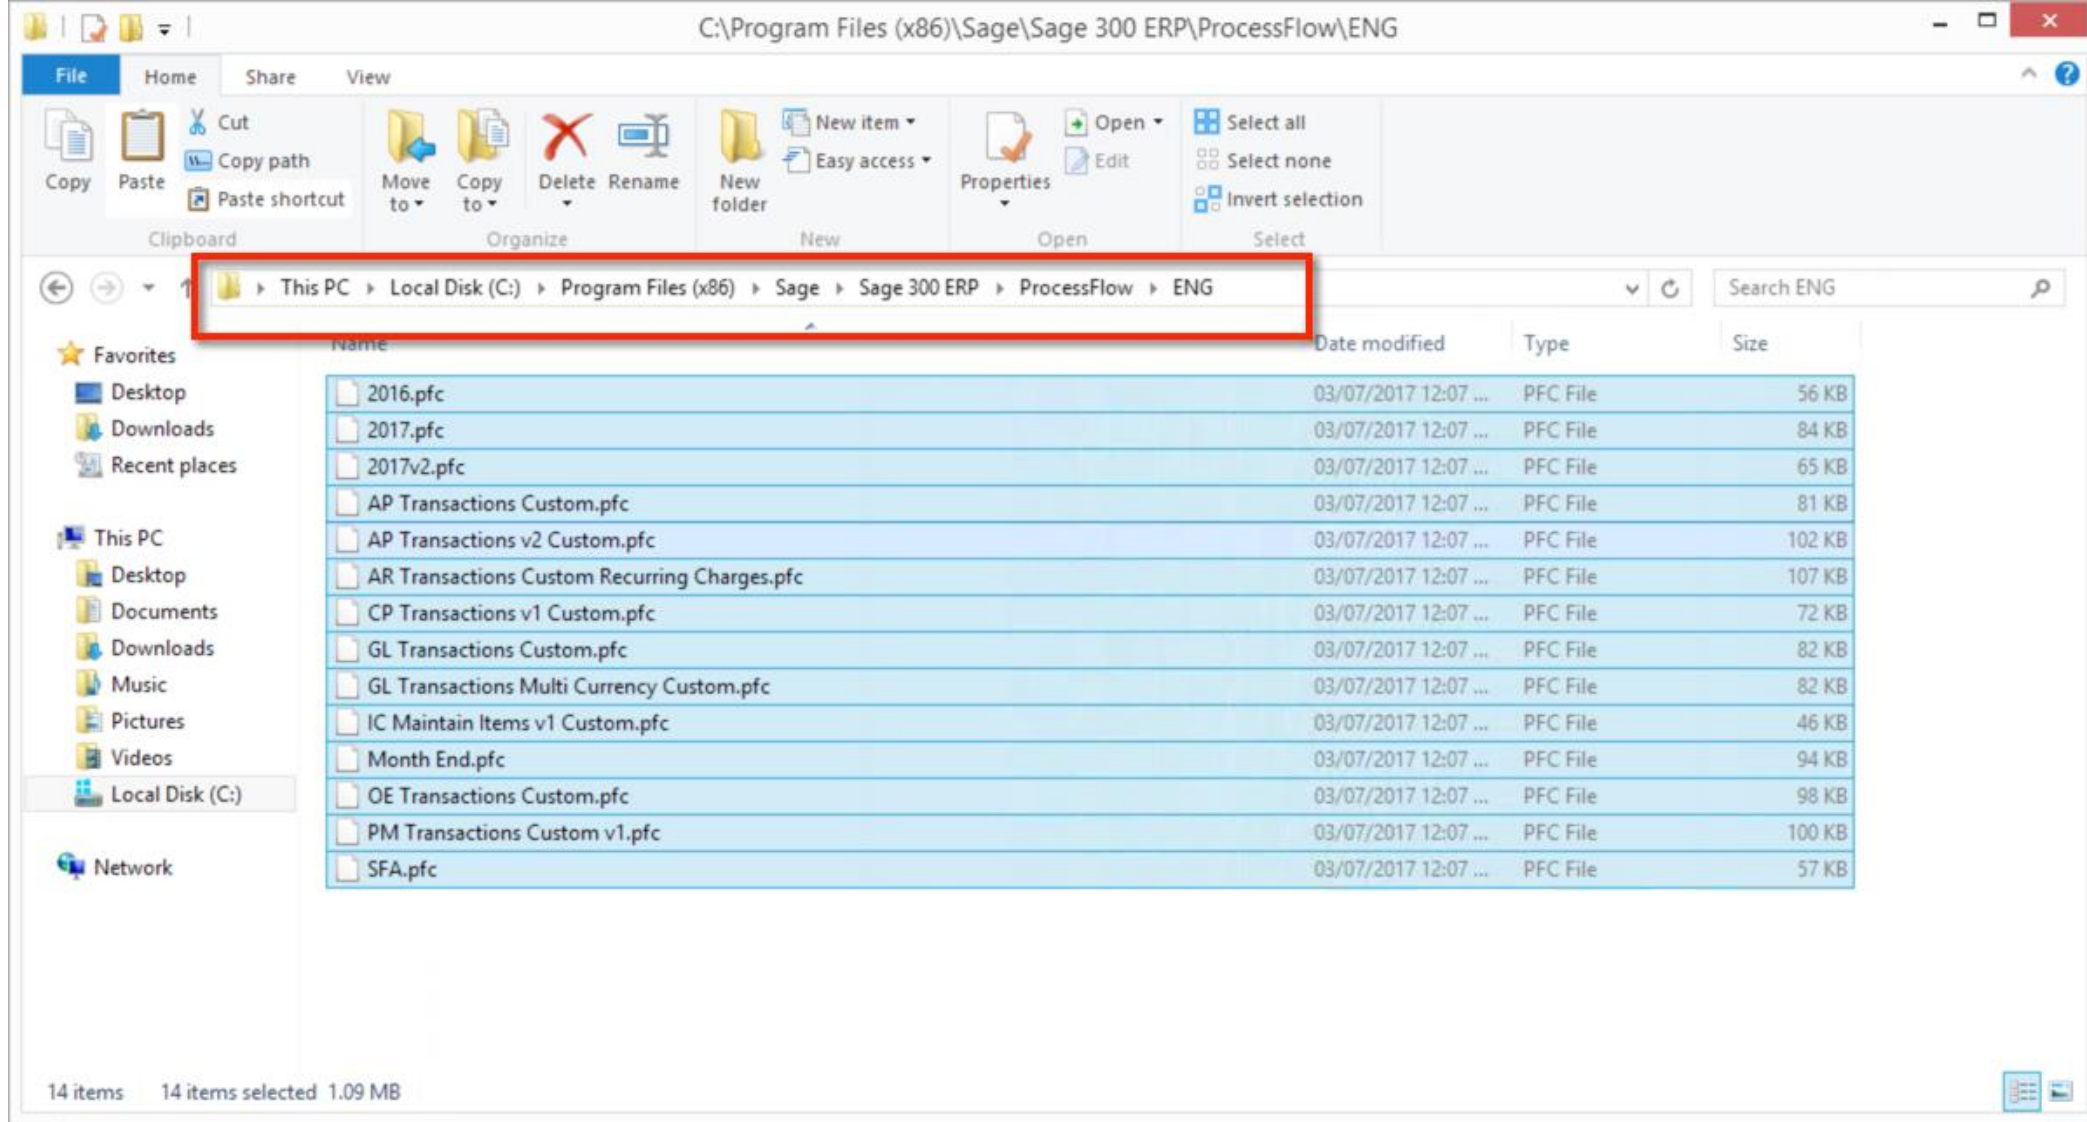 C:\Program Files (x86)\Sage\Sage 300 ERP\ProcessFlow\ENG
File Home Share View
Copy Paste Cut Copy path Paste shortcut
Move to Copy to Delete Rename
New folder New item Easy access
Properties Open Edit
Select all
Select none
Invert selection
Clipboard Organize New Open Select
This PC Local Disk (C:) Program Files (x86) Sage Sage 300 ERP ProcessFlow ENG Search ENG
Name Date modified Type Size
Favorites
Desktop
Downloads
Recent places
This PC
Desktop
Documents
Downloads
Music
Pictures
Videos
Local Disk (C:)
Network
2016.pfc 03/07/2017 12:07 ... PFC File 56 KB
2017.pfc 03/07/2017 12:07 ... PFC File 84 KB
2017v2.pfc 03/07/2017 12:07 ... PFC File 65 KB
AP Transactions Custom.pfc 03/07/2017 12:07 ... PFC File 81 KB
AP Transactions v2 Custom.pfc 03/07/2017 12:07 ... PFC File 102 KB
AR Transactions Custom Recurring Charges.pfc 03/07/2017 12:07 ... PFC File 107 KB
CP Transactions v1 Custom.pfc 03/07/2017 12:07 ... PFC File 72 KB
GL Transactions Custom.pfc 03/07/2017 12:07 ... PFC File 82 KB
GL Transactions Multi Currency Custom.pfc 03/07/2017 12:07 ... PFC File 82 KB
IC Maintain Items v1 Custom.pfc 03/07/2017 12:07 ... PFC File 46 KB
Month End.pfc 03/07/2017 12:07 ... PFC File 94 KB
OE Transactions Custom.pfc 03/07/2017 12:07 ... PFC File 98 KB
PM Transactions Custom v1.pfc 03/07/2017 12:07 ... PFC File 100 KB
SFA.pfc 03/07/2017 12:07 ... PFC File 57 KB
14 items 14 items selected 1.09 MB